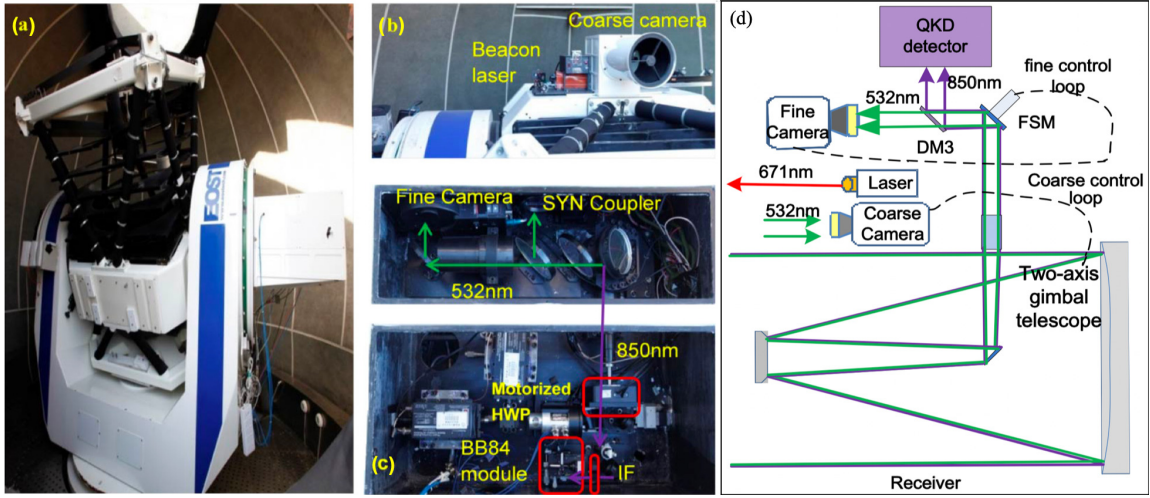 (a)
EOST
(b)
Coarse camera
Beacon
laser
Fine Camera
SYN Coupler
532nm
850nm
Motorized
HWP
BB84
module
IF
(c)
(d)
QKD
detector
850nm
fine control
loop
532nm
Fine
Camera
FSM
DM3
671nm
Laser
Coarse control
loop
532nm
Coarse
Camera
Two-axis
gimbal
telescope
Receiver